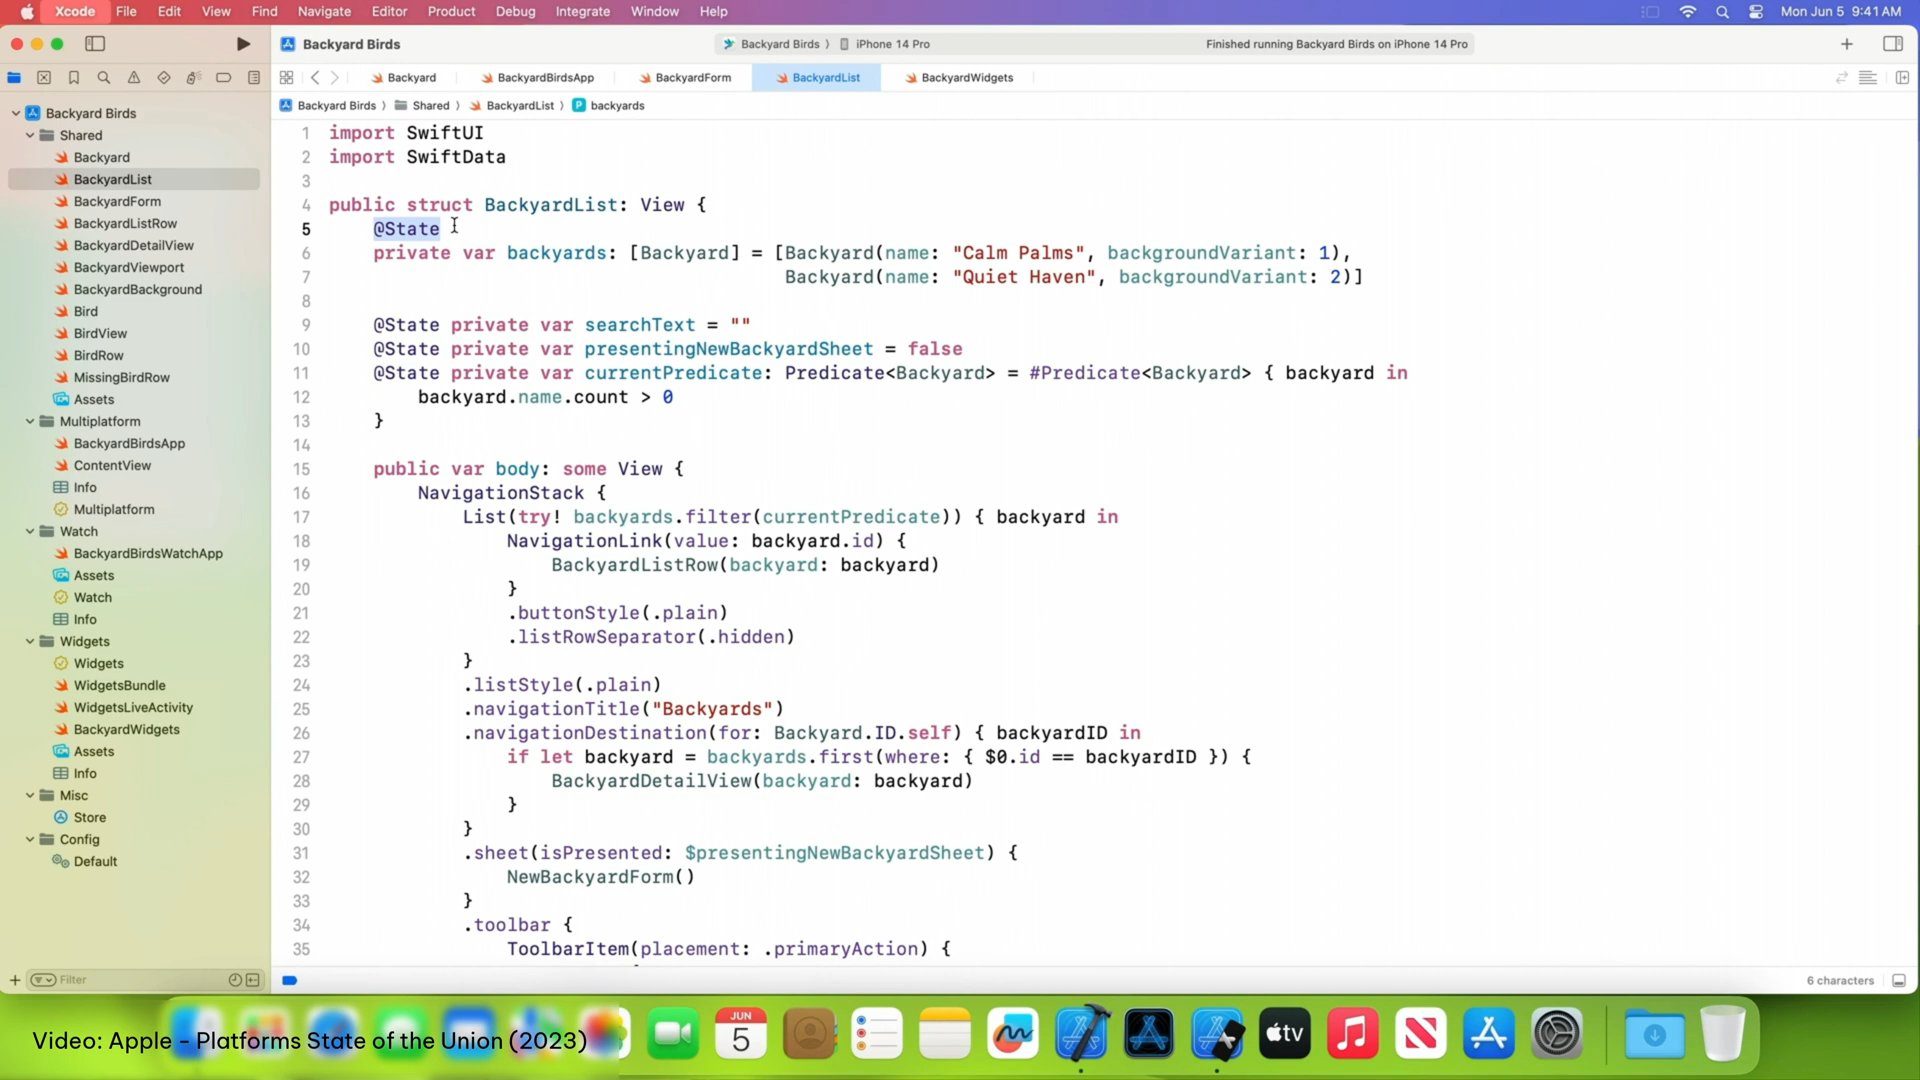 Xcode File Edit View Find Navigate Editor Product Debug Integrate Window Help Mon Jun 5 9:41 AM
Backyard Birds Backyard Birds iPhone 14 Pro Finished running Backyard Birds on iPhone 14 Pro
Backyard BackyardBirdsApp BackyardForm BackyardList BackyardWidgets
Backyard Birds Shared BackyardList P backyards
Backyard Birds
Shared
Backyard
BackyardList
BackyardForm
BackyardListRow
BackyardDetailView
BackyardViewport
BackyardBackground
Bird
BirdView
BirdRow
MissingBirdRow
Assets
Multiplatform
BackyardBirdsApp
ContentView
Info
Multiplatform
Watch
BackyardBirdsWatchApp
Assets
Watch
Info
Widgets
Widgets
WidgetsBundle
WidgetsLiveActivity
BackyardWidgets
Assets
Info
Misc
Store
Config
Default
Filter
1 import SwiftUI
2 import SwiftData
3
4 public struct BackyardList: View {
5 @State
6 private var backyards: [Backyard] = [Backyard(name: "Calm Palms", backgroundVariant: 1),
7 Backyard(name: "Quiet Haven", backgroundVariant: 2)]
8
9 @State private var searchText = ""
10 @State private var presentingNewBackyardSheet = false
11 @State private var currentPredicate: Predicate<Backyard> = #Predicate<Backyard> { backyard in
12 backyard.name.count > 0
13 }
14
15 public var body: some View {
16 NavigationStack {
17 List(try! backyards.filter(currentPredicate)) { backyard in
18 NavigationLink(value: backyard.id) {
19 BackyardListRow(backyard: backyard)
20 }
21 .buttonStyle(.plain)
22 .listRowSeparator(.hidden)
23 }
24 .listStyle(.plain)
25 .navigationTitle("Backyards")
26 .navigationDestination(for: Backyard.ID.self) { backyardID in
27 if let backyard = backyards.first(where: { $0.id == backyardID }) {
28 BackyardDetailView(backyard: backyard)
29 }
30 }
31 .sheet(isPresented: $presentingNewBackyardSheet) {
32 NewBackyardForm()
33 }
34 .toolbar {
35 ToolbarItem(placement: .primaryAction) {
6 characters
JUN
5
tv
Video: Apple - Platforms State of the Union (2023)